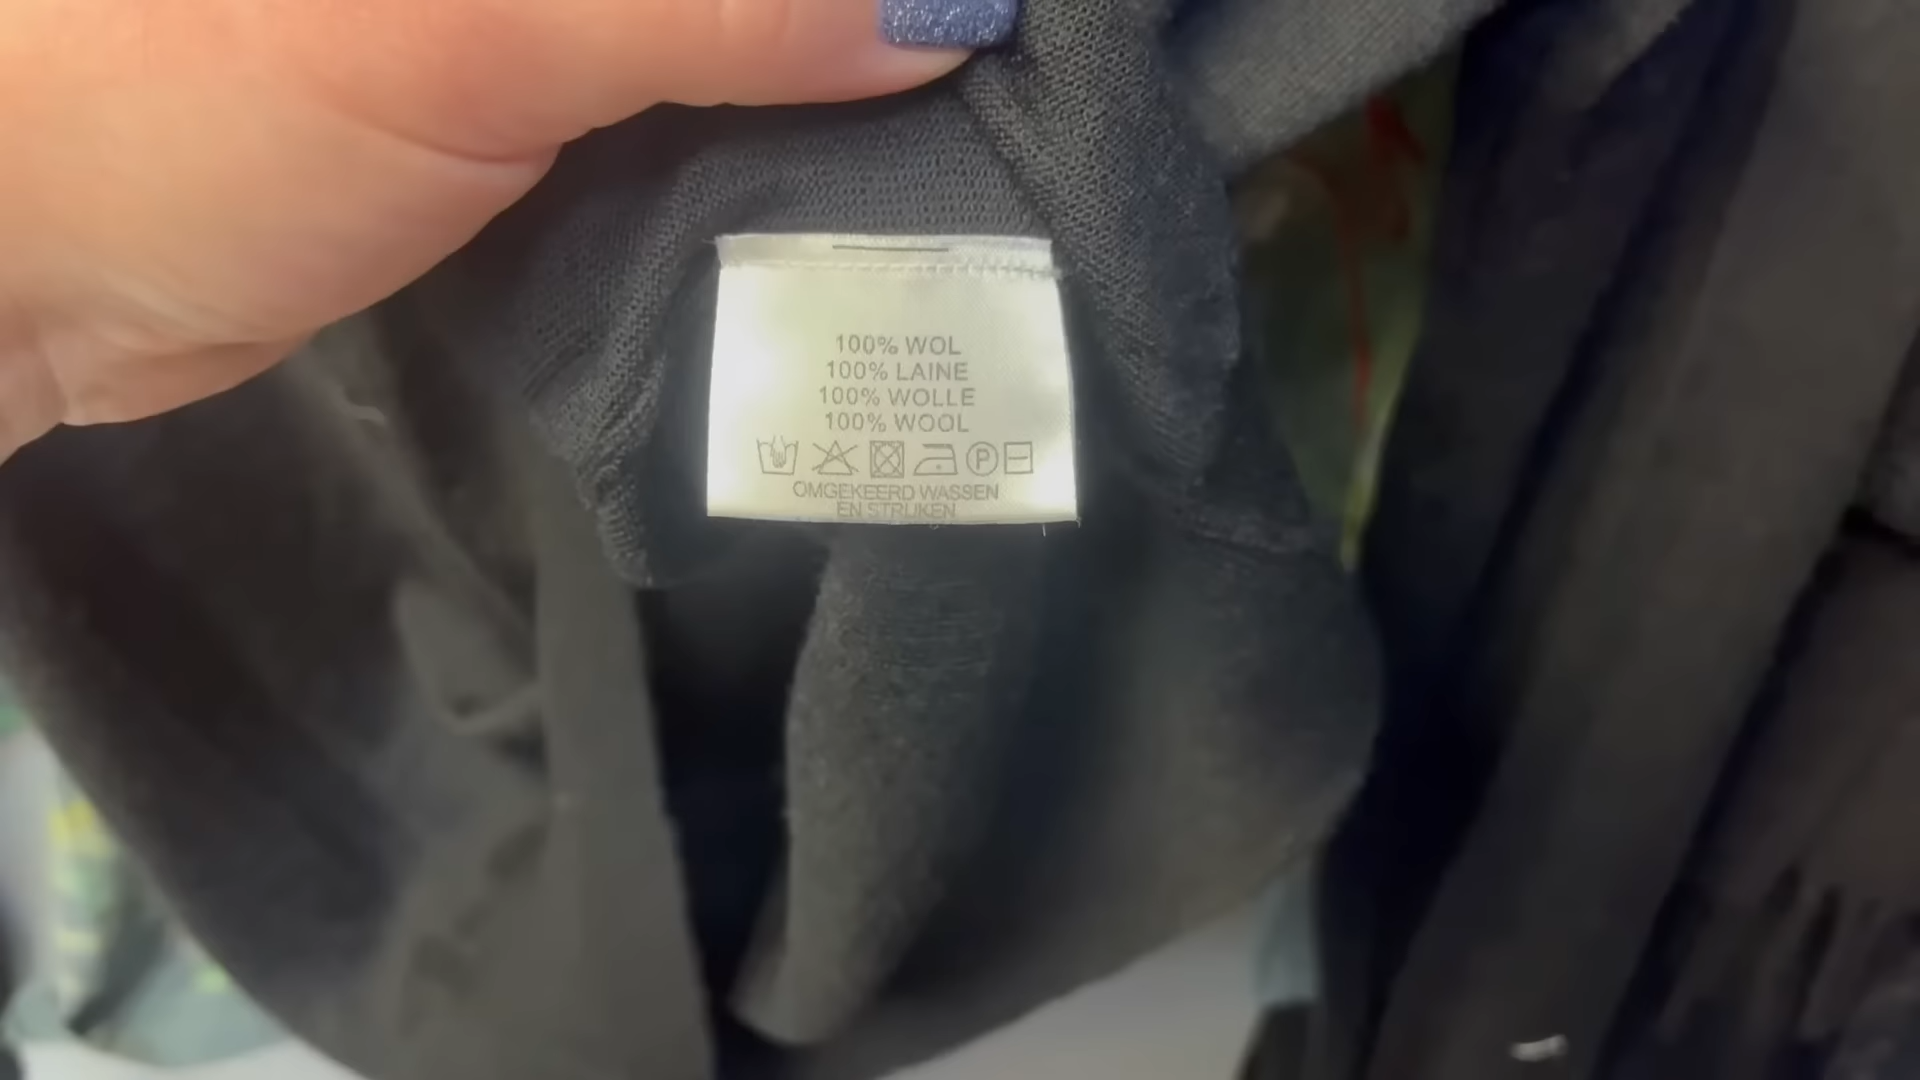 100% WOL
100% LAINE
100% WOLLE
100% WOOL
P
OMGEKEERD WASSEN
EN STRIJKEN